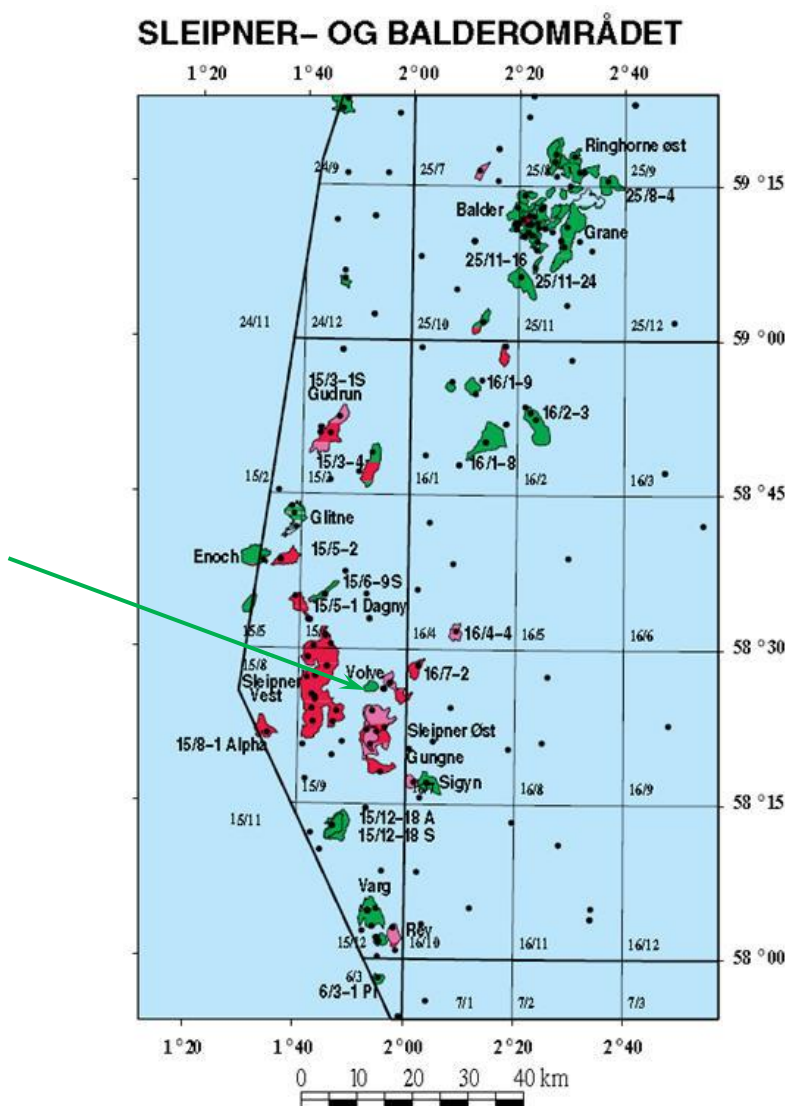 SLEIPNER– OG BALDEROMRÅDET
1°20 1°40 2°00 2°20 2°40
Ringhorne øst
24/9 25/7 25/8 25/9
59°15
25/8-4
Balder
Grane
25/11-16
25/11-24
24/11 24/12 25/10 25/11 25/12
59°00
15/3-1S
Gudrun
16/1-9
16/2-3
15/3-4
16/1-8
15/2 15/3 16/1 16/2 16/3
58°45
Glitne
Enoch
15/5-2
15/6-9S
15/5-1 Dagny
16/4-4
15/5 16/4 16/5 16/6
58°30
15/8
Volve
16/7-2
Sleipner
Vest
Sleipner Øst
15/8-1 Alpha
Gungne
Sigyn
15/9 16/8 16/9
58°15
15/11
15/12-18 A
15/12-18 S
Varg
Rev
15/12 16/10 16/11 16/12
58°00
6/3
6/3-1 PI
7/1 7/2 7/3
1°20 1°40 2°00 2°20 2°40
0 10 20 30 40 km